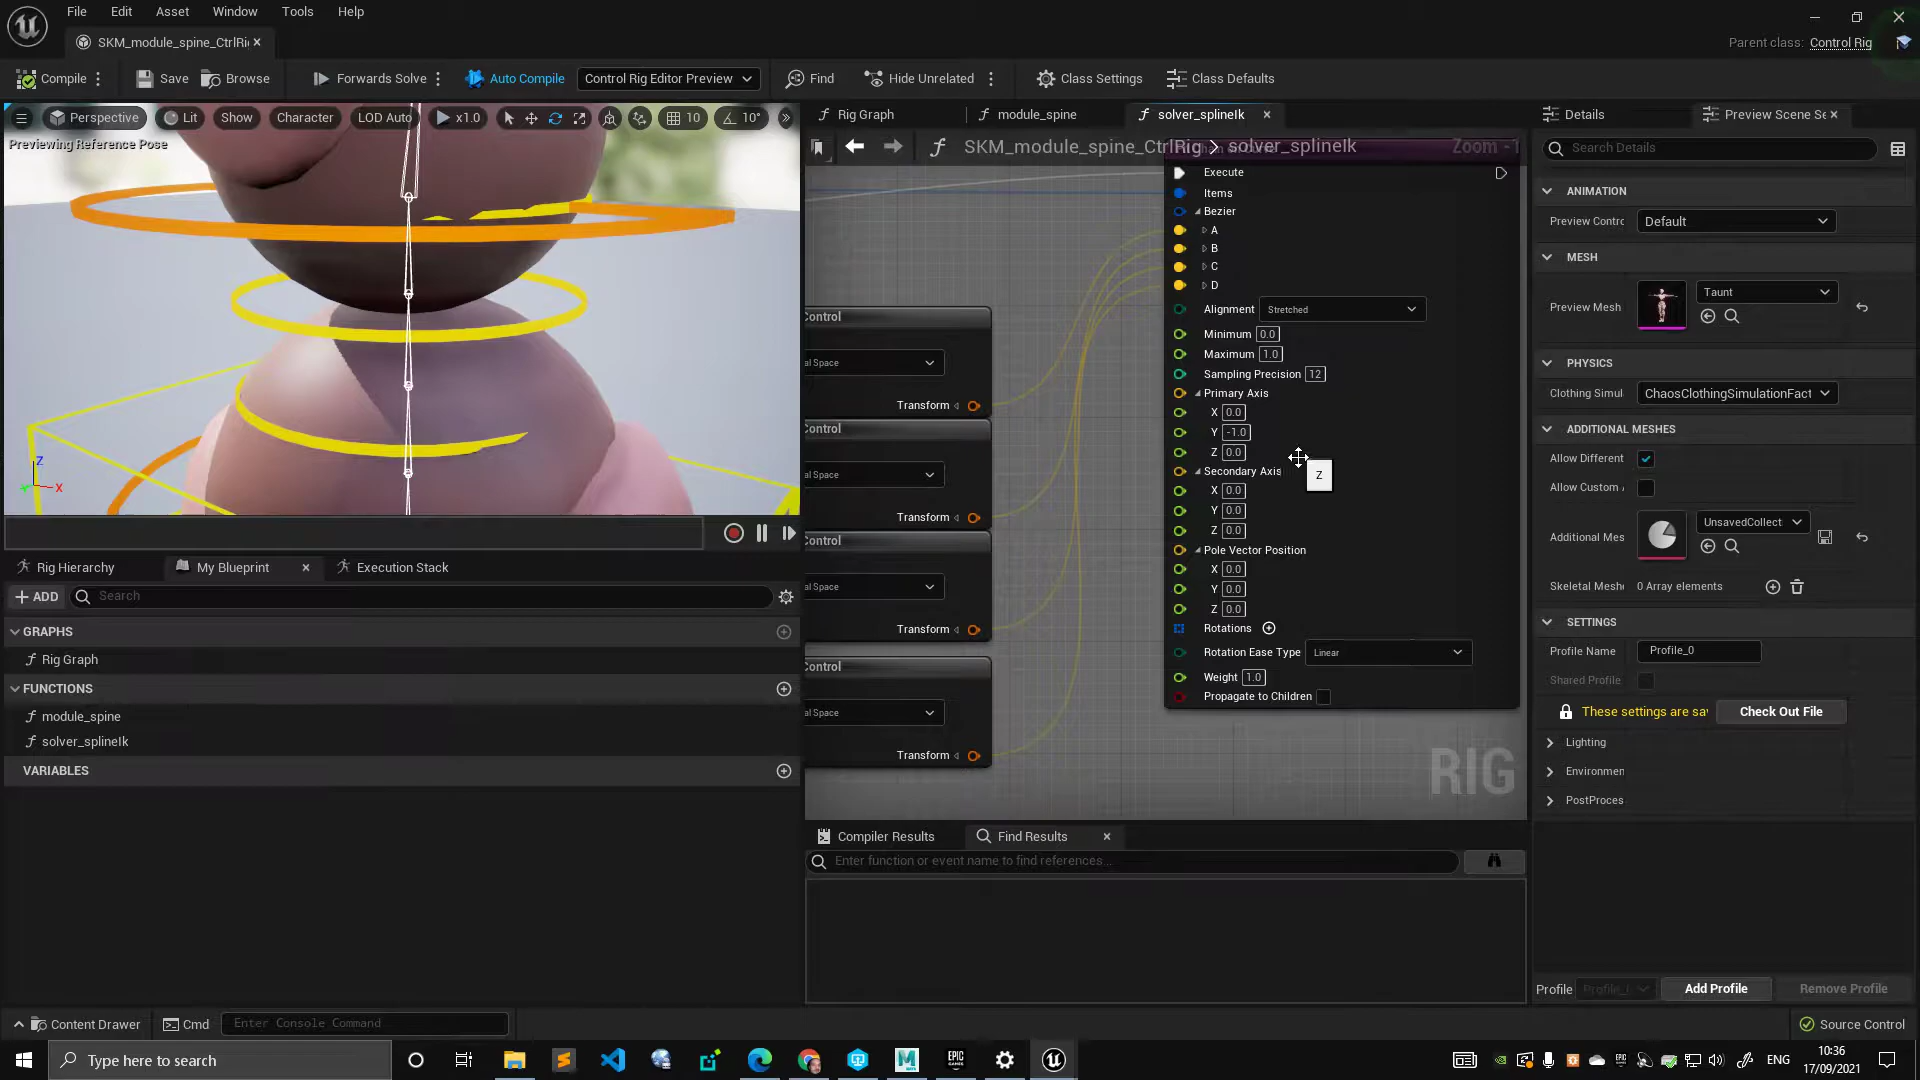 File Edit Asset Window Tools Help
SKM_module_spine_CtrlRi
Parent class: Control Rig
Compile Save Browse Forwards Solve Auto Compile Control Rig Editor Preview Find Hide Unrelated Class Settings Class Defaults
Perspective Lit Show Character LOD Auto x1.0 10 10°
Previewing Reference Pose
Z
X
Rig Graph module_spine solver_splineIk
SKM_module_spine_CtrlRig > solver_splineIk
Zoom -1
Execute
Items
Bezier
A
B
C
D
Alignment Stretched
Minimum 0.0
Maximum 1.0
Sampling Precision 12
Primary Axis
X 0.0
Y -1.0
Z 0.0
Z
Secondary Axis
X 0.0
Y 0.0
Z 0.0
Pole Vector Position
X 0.0
Y 0.0
Z 0.0
Rotations
Rotation Ease Type Linear
Weight 1.0
Propagate to Children
Control
al Space
Transform
Control
al Space
Transform
Control
al Space
Transform
Control
al Space
Transform
RIG
Details Preview Scene Se
Search Details
ANIMATION
Preview Contrc Default
MESH
Preview Mesh Taunt
PHYSICS
Clothing Simul ChaosClothingSimulationFact
ADDITIONAL MESHES
Allow Different
Allow Custom
Additional Mes UnsavedCollect
Skeletal Mesh 0 Array elements
SETTINGS
Profile Name Profile_0
Shared Profile
These settings are sa Check Out File
Lighting
Environmen
PostProces
Profile Add Profile Remove Profile
Rig Hierarchy My Blueprint Execution Stack
ADD Search
GRAPHS
Rig Graph
FUNCTIONS
module_spine
solver_splineIk
VARIABLES
Compiler Results Find Results
Enter function or event name to find references...
Content Drawer Cmd Enter Console Command Source Control
Type here to search
ENG
10:36
17/09/2021